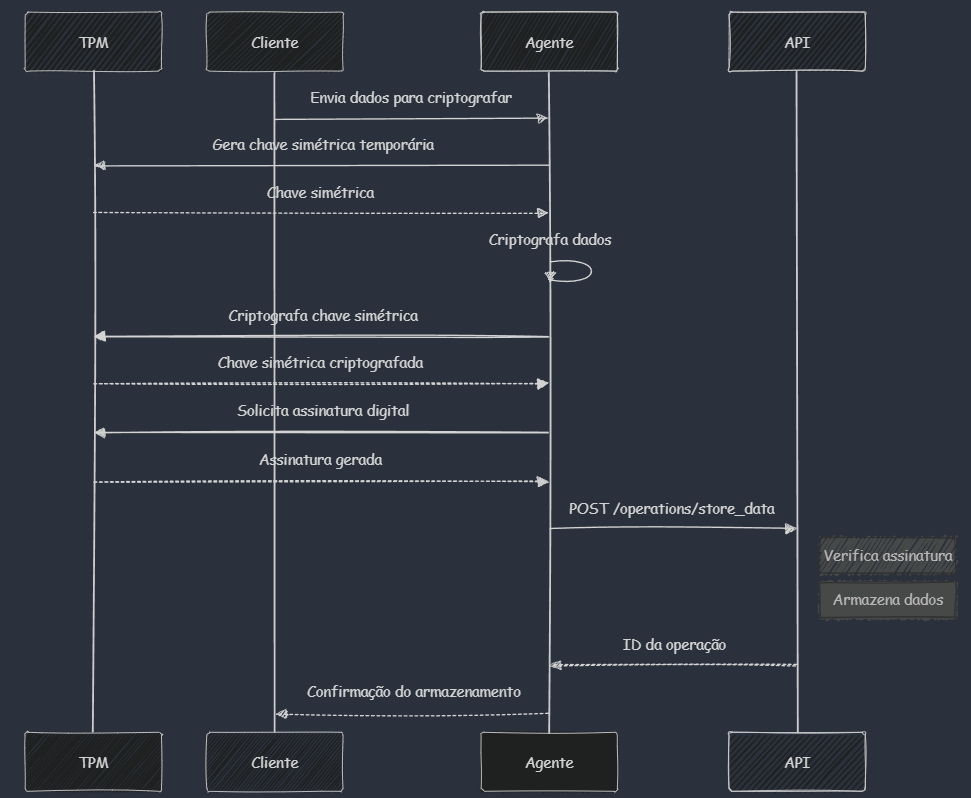 TPM
Cliente
Agente
API
Envia dados para criptografar
Gera chave simétrica temporária
Chave simétrica
Criptografa dados
Criptografa chave simétrica
Chave simétrica criptografada
Solicita assinatura digital
Assinatura gerada
POST /operations/store_data
Verifica assinatura
Armazena dados
ID da operação
Confirmação do armazenamento
TPM
Cliente
Agente
API